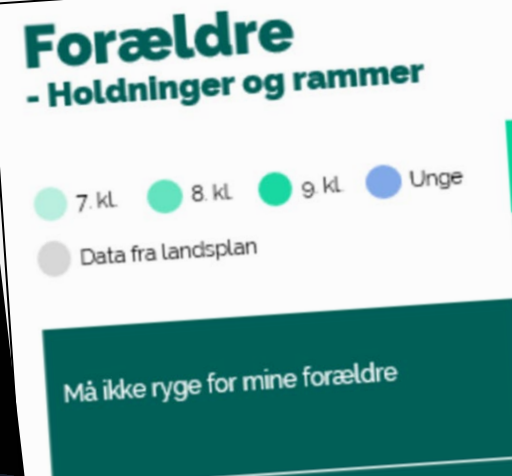 Forældre
- Holdninger og rammer
7. kl.
8. kl.
9. kl.
Unge
Data fra landsplan
Må ikke ryge for mine forældre